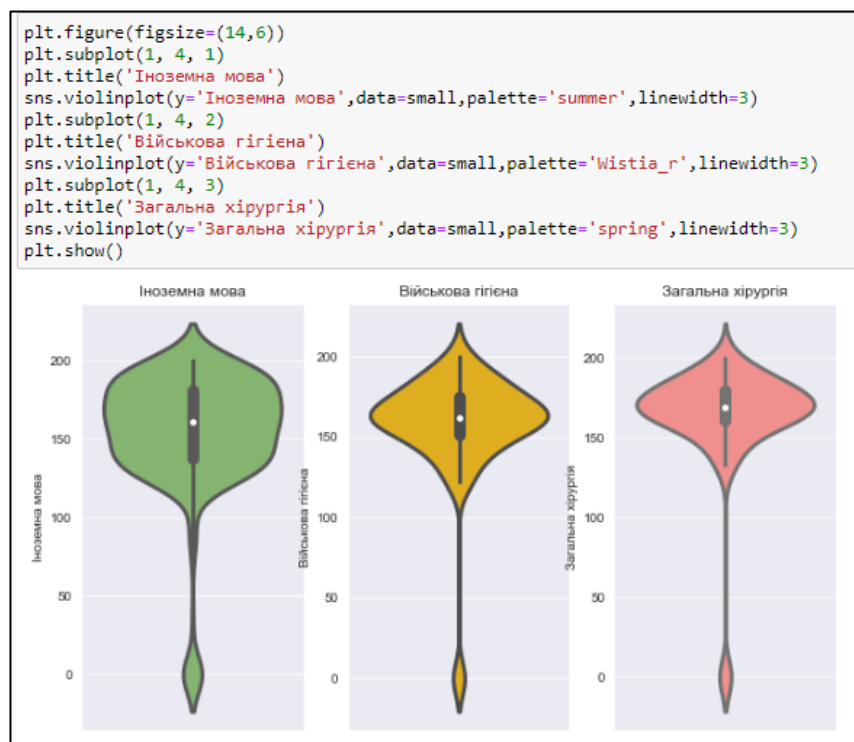 plt.figure(figsize=(14,6))
plt.subplot(1, 4, 1)
plt.title('Іноземна мова')
sns.violinplot(y='Іноземна мова',data=small,palette='summer',linewidth=3)
plt.subplot(1, 4, 2)
plt.title('Військова гігієна')
sns.violinplot(y='Військова гігієна',data=small,palette='Wistia_r',linewidth=3)
plt.subplot(1, 4, 3)
plt.title('Загальна хірургія')
sns.violinplot(y='Загальна хірургія',data=small,palette='spring',linewidth=3)
plt.show()
Іноземна мова
200
150
100
50
0
Іноземна мова
Військова гігієна
200
150
100
50
0
Військова гігієна
Загальна хірургія
200
150
100
50
0
Загальна хірургія